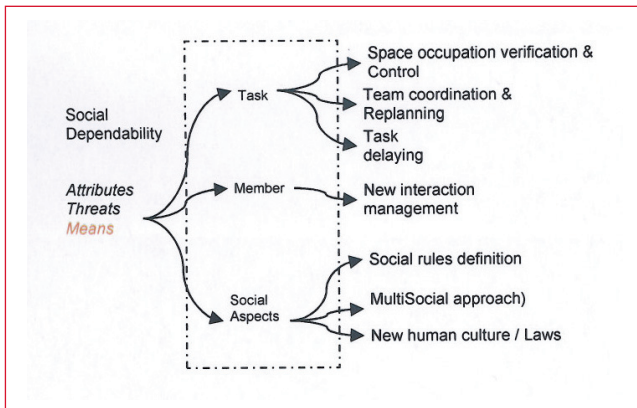 Social
Dependability
Attributes
Threats
Means
Task
Member
Social
Aspects
Space occupation verification &
Control
Team coordination &
Replanning
Task
delaying
New interaction
management
Social rules definition
MultiSocial approach)
New human culture / Laws